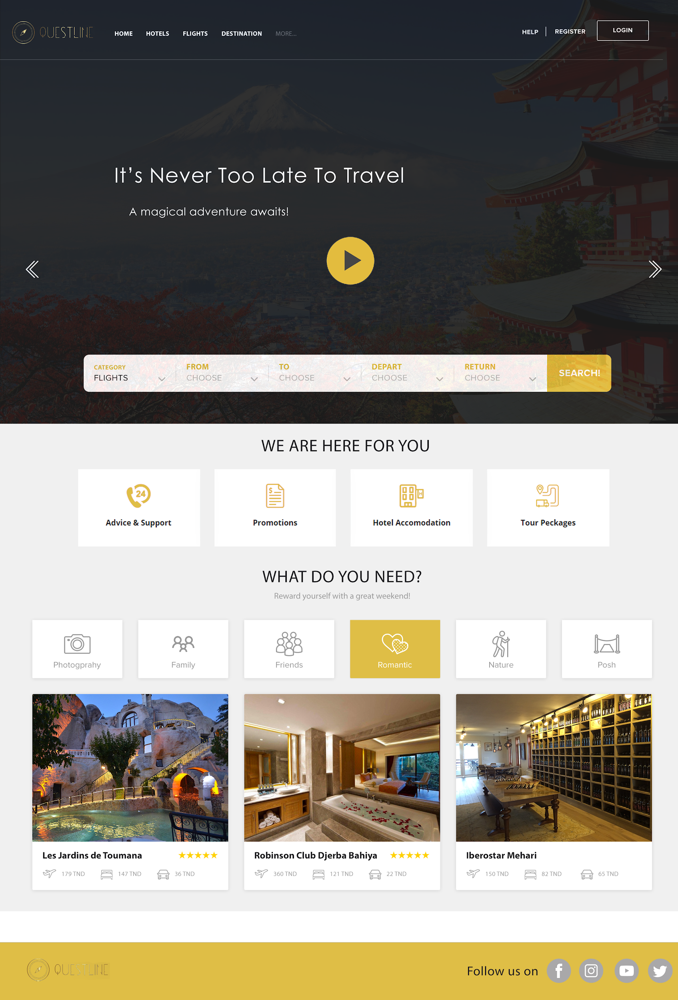 QUESTLINE
HOME HOTELS FLIGHTS DESTINATION MORE...
HELP REGISTER LOGIN
It's Never Too Late To Travel
A magical adventure awaits!
CATEGORY FROM TO DEPART RETURN
FLIGHTS CHOOSE CHOOSE CHOOSE CHOOSE
SEARCH!
WE ARE HERE FOR YOU
24
$
H
Advice & Support Promotions Hotel Accomodation Tour Peckages
WHAT DO YOU NEED?
Reward yourself with a great weekend!
Photogprahy Family Friends Romantic Nature Posh
Les Jardins de Toumana
179 TND 147 TND 36 TND
Robinson Club Djerba Bahiya
360 TND 121 TND 22 TND
Iberostar Mehari
150 TND 82 TND 65 TND
QUESTLINE
Follow us on